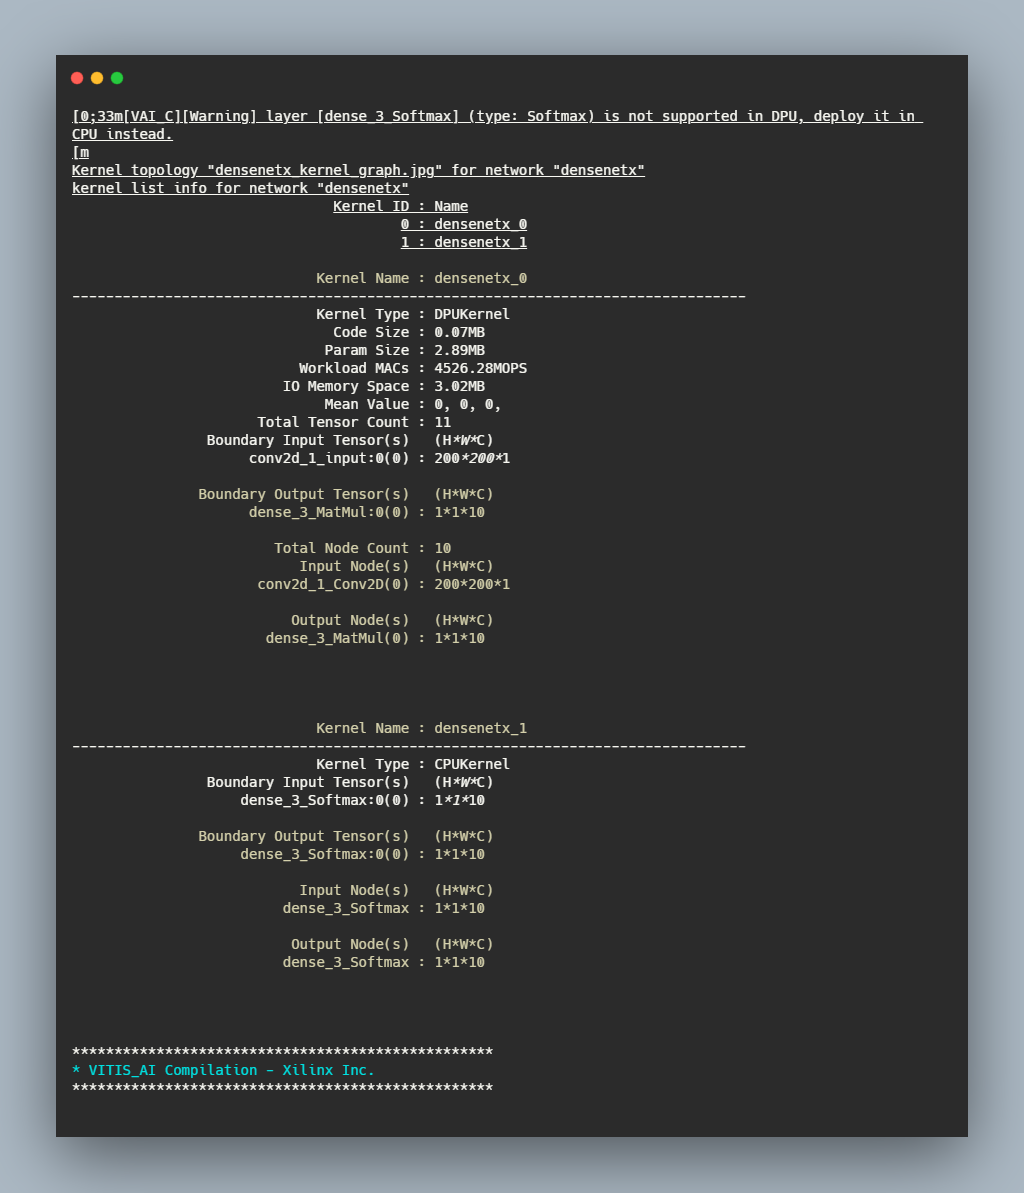 [0;33m[VAI_C][Warning] layer [dense_3_Softmax] (type: Softmax) is not supported in DPU, deploy it in
CPU instead.
[m
Kernel topology "densenetx_kernel_graph.jpg" for network "densenetx"
kernel list info for network "densenetx"
Kernel ID : Name
0 : densenetx_0
1 : densenetx_1
Kernel Name : densenetx_0
--------------------------------------------------------------------------------
Kernel Type : DPUKernel
Code Size : 0.07MB
Param Size : 2.89MB
Workload MACs : 4526.28MOPS
IO Memory Space : 3.02MB
Mean Value : 0, 0, 0,
Total Tensor Count : 11
Boundary Input Tensor(s)   (H*W*C)
conv2d_1_input:0(0) : 200*200*1
Boundary Output Tensor(s)   (H*W*C)
dense_3_MatMul:0(0) : 1*1*10
Total Node Count : 10
Input Node(s)   (H*W*C)
conv2d_1_Conv2D(0) : 200*200*1
Output Node(s)   (H*W*C)
dense_3_MatMul(0) : 1*1*10
Kernel Name : densenetx_1
--------------------------------------------------------------------------------
Kernel Type : CPUKernel
Boundary Input Tensor(s)   (H*W*C)
dense_3_Softmax:0(0) : 1*1*10
Boundary Output Tensor(s)   (H*W*C)
dense_3_Softmax:0(0) : 1*1*10
Input Node(s)   (H*W*C)
dense_3_Softmax : 1*1*10
Output Node(s)   (H*W*C)
dense_3_Softmax : 1*1*10
**************************************************
* VITIS_AI Compilation - Xilinx Inc.
**************************************************